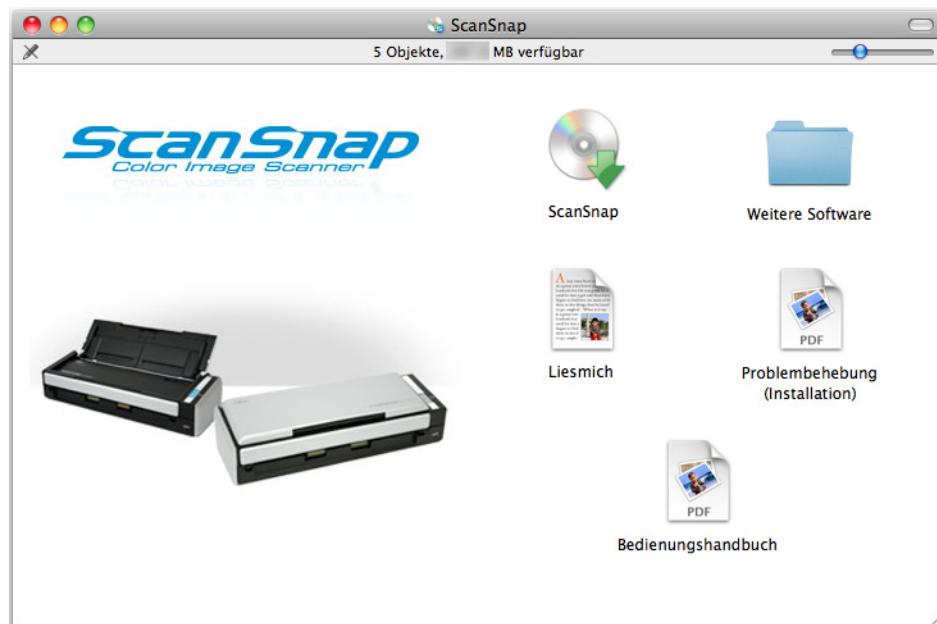 ScanSnap
5 Objekte, MB verfügbar
ScanSnap
Color Image Scanner
ScanSnap
Weitere Software
Liesmich
PDF
Problembehebung
(Installation)
PDF
Bedienungshandbuch